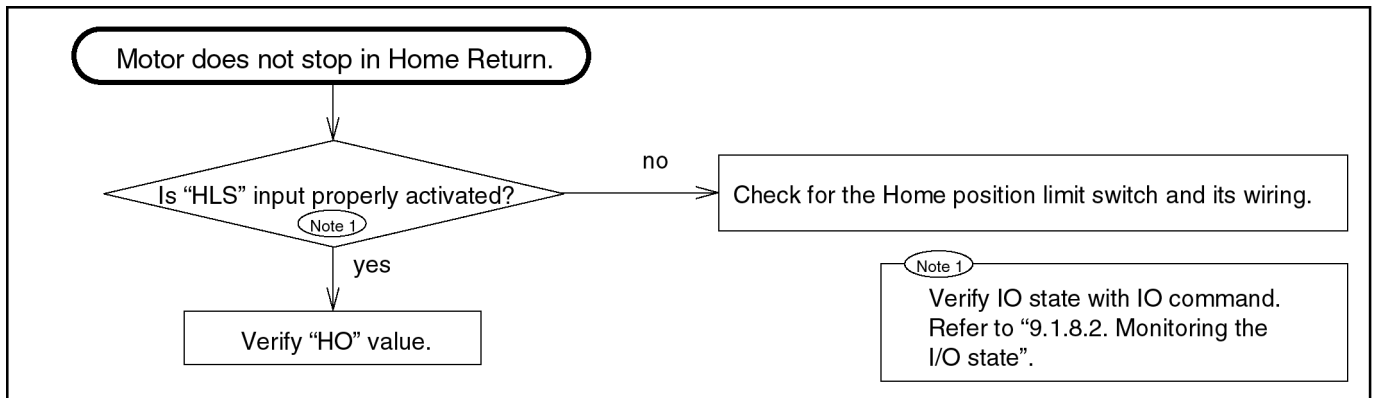 Motor does not stop in Home Return.
no
Is “HLS” input properly activated?
Note 1
Check for the Home position limit switch and its wiring.
yes
Verify “HO” value.
Note 1
Verify IO state with IO command.
Refer to “9.1.8.2. Monitoring the
I/O state”.